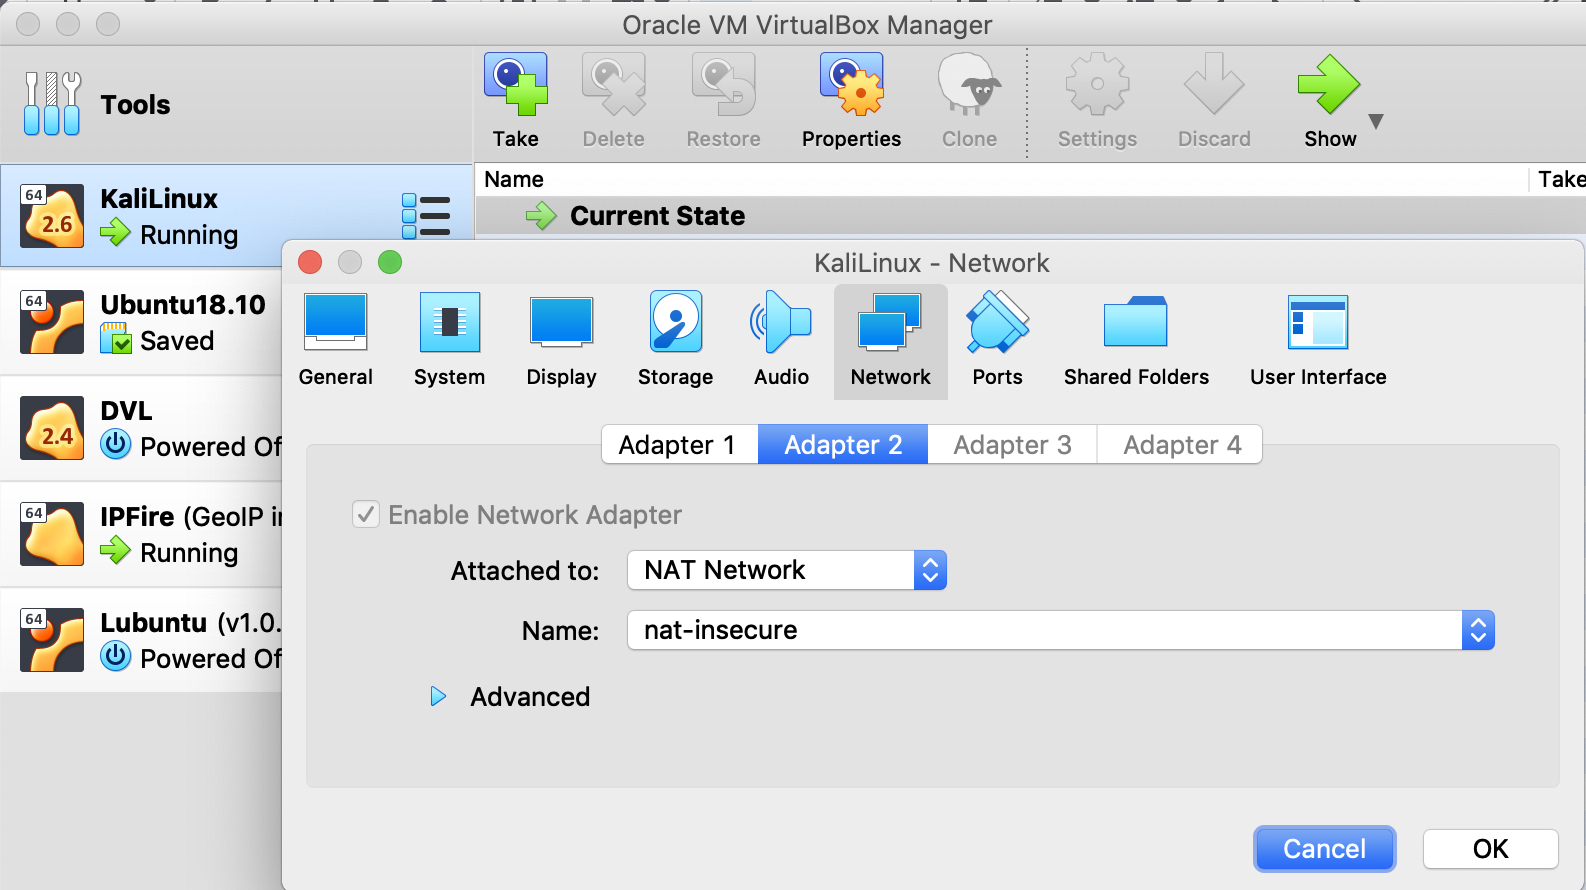 Oracle VM VirtualBox Manager
Tools
Take
Delete
Restore
Properties
Clone
Settings
Discard
Show
Name
Take
Current State
64
2.6
KaliLinux
Running
64
Ubuntu18.10
Saved
2.4
DVL
Powered Of
64
IPFire (GeoIP in
Running
64
Lubuntu (v1.0.
Powered Of
KaliLinux - Network
General
System
Display
Storage
Audio
Network
Ports
Shared Folders
User Interface
Adapter 1
Adapter 2
Adapter 3
Adapter 4
Enable Network Adapter
Attached to:
NAT Network
Name:
nat-insecure
Advanced
Cancel
OK